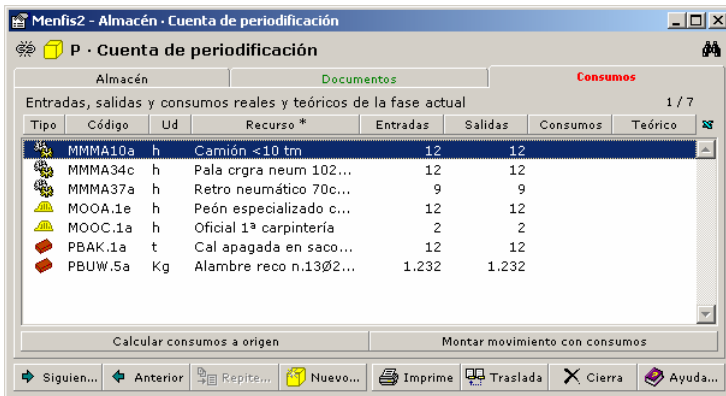 Menfis2 - Almacén · Cuenta de periodificación
P · Cuenta de periodificación
Almacén Documentos Consumos
Entradas, salidas y consumos reales y teóricos de la fase actual 1 / 7
Tipo Código Ud Recurso * Entradas Salidas Consumos Teórico
MMMA10a h Camión <10 tm 12 12
MMMA34c h Pala crgra neum 102... 12 12
MMMA37a h Retro neumático 70c... 9 9
MOOA.1e h Peón especializado c... 12 12
MOOC.1a h Oficial 1ª carpintería 2 2
PBAK.1a t Cal apagada en saco... 12 12
PBUW.5a Kg Alambre reco n.13Ø2... 1.232 1.232
Calcular consumos a origen Montar movimiento con consumos
Siguien... Anterior Repite... Nuevo... Imprime Traslada Cierra Ayuda...